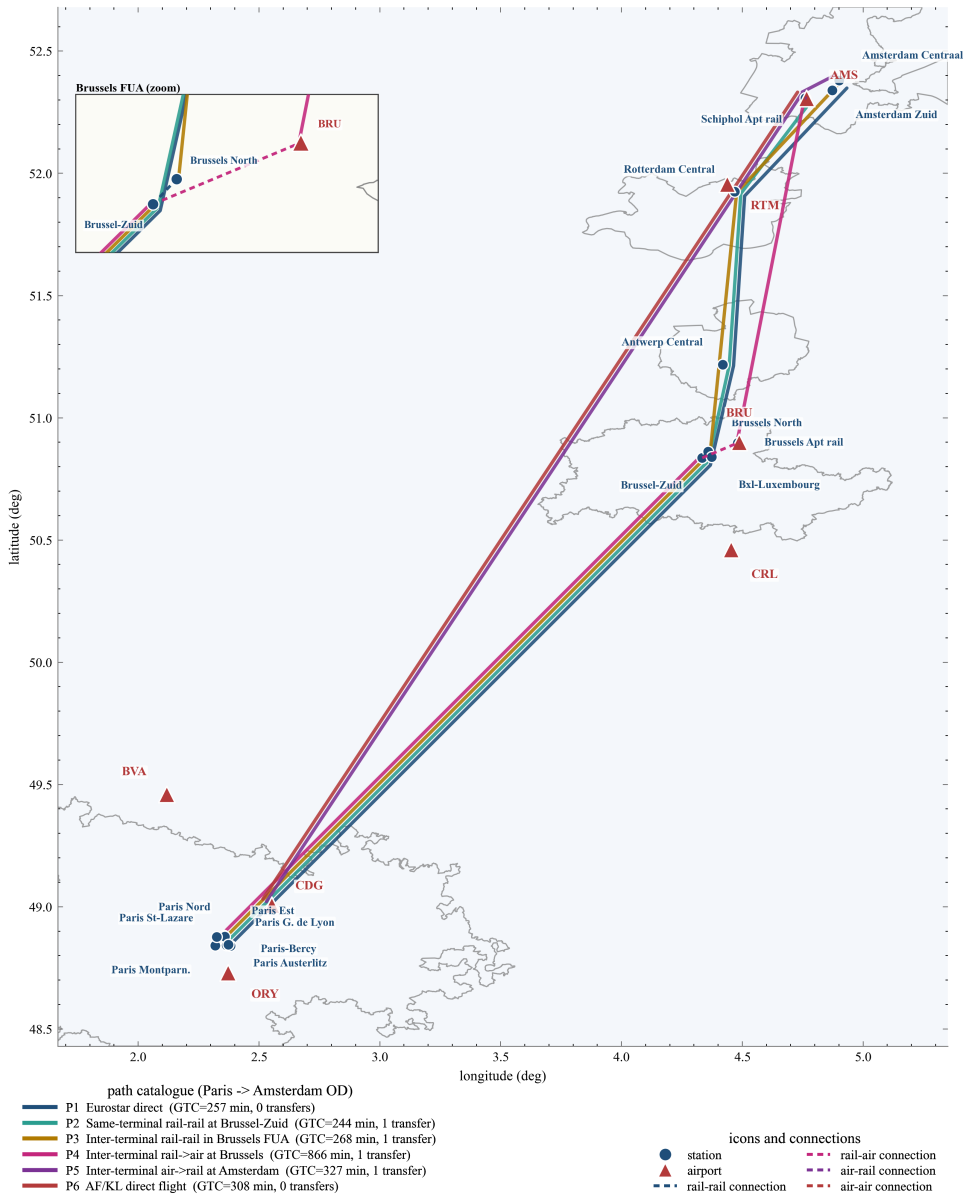 52.5
52.0
51.5
51.0
50.5
50.0
49.5
49.0
48.5
latitude (deg)
Brussels FUA (zoom)
BRU
Brussels North
Brussel-Zuid
Amsterdam Centraal
AMS
Amsterdam Zuid
Schiphol Apt rail
Rotterdam Central
RTM
Antwerp Central
BRU
Brussels North
Brussels Apt rail
Brussel-Zuid
Bxl-Luxembourg
CRL
BVA
CDG
Paris Nord
Paris Est
Paris St-Lazare
Paris G. de Lyon
Paris-Bercy
Paris Austerlitz
Paris Montparn.
ORY
2.0 2.5 3.0 3.5 4.0 4.5 5.0
longitude (deg)
path catalogue (Paris -> Amsterdam OD)
P1 Eurostar direct (GTC=257 min, 0 transfers)
P2 Same-terminal rail-rail at Brussel-Zuid (GTC=244 min, 1 transfer)
P3 Inter-terminal rail-rail in Brussels FUA (GTC=268 min, 1 transfer)
P4 Inter-terminal rail->air at Brussels (GTC=866 min, 1 transfer)
P5 Inter-terminal air->rail at Amsterdam (GTC=327 min, 1 transfer)
P6 AF/KL direct flight (GTC=308 min, 0 transfers)
icons and connections
station
airport
rail-rail connection
rail-air connection
air-rail connection
air-air connection